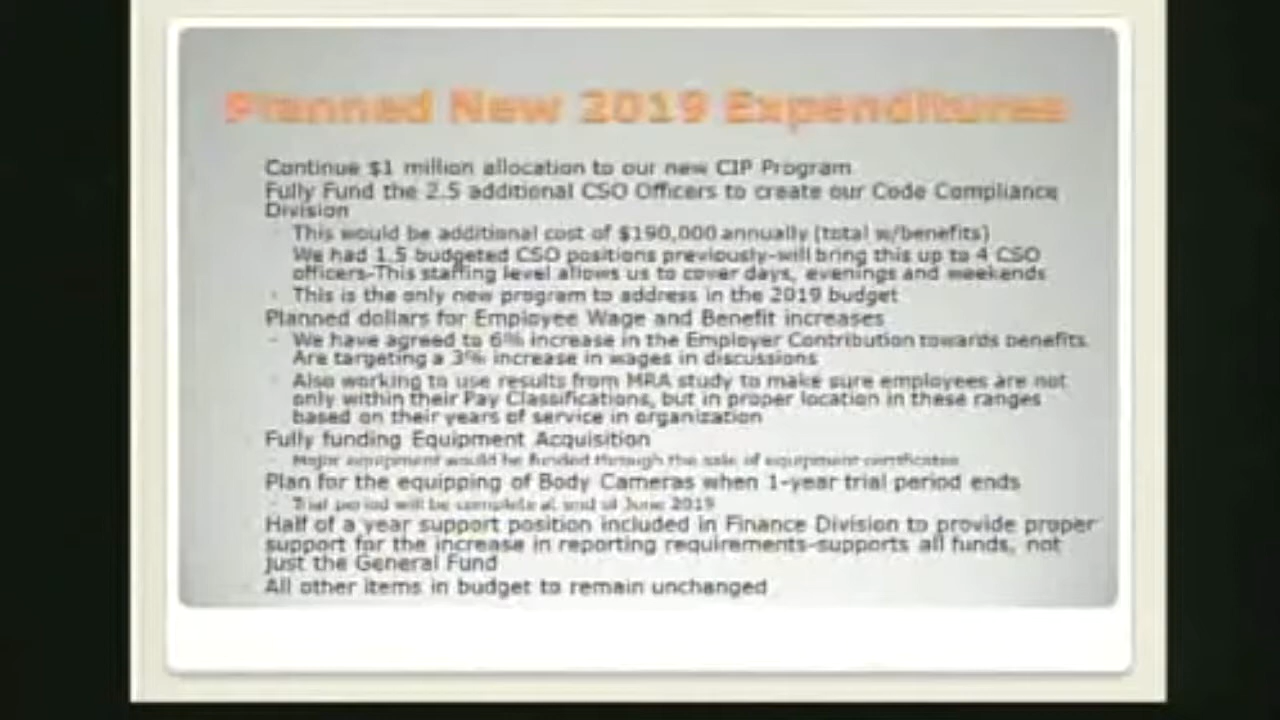 Planned New 2019 Expenditures
Continue $1 million allocation to our new CIP Program
Fully Fund the 2.5 additional CSO Officers to create our Code Compliance
Division
This would be additional cost of $190,000 annually (total w/benefits)
We had 1.5 budgeted CSO positions previously-will bring this up to 4 CSO
officers-This staffing level allows us to cover days, evenings and weekends
This is the only new program to address in the 2019 budget
Planned dollars for Employee Wage and Benefit increases
We have agreed to 6% increase in the Employer Contribution towards benefits.
Are targeting a 3% increase in wages in discussions
Also working to use results from MRA study to make sure employees are not
only within their Pay Classifications, but in proper location in these ranges
based on their years of service in organization
Fully funding Equipment Acquisition
Major equipment would be funded through the sale of equipment certificates
Plan for the equipping of Body Cameras when 1-year trial period ends
Trial period will be complete at end of June 2019
Half of a year support position included in Finance Division to provide proper
support for the increase in reporting requirements-supports all funds, not
just the General Fund
All other items in budget to remain unchanged